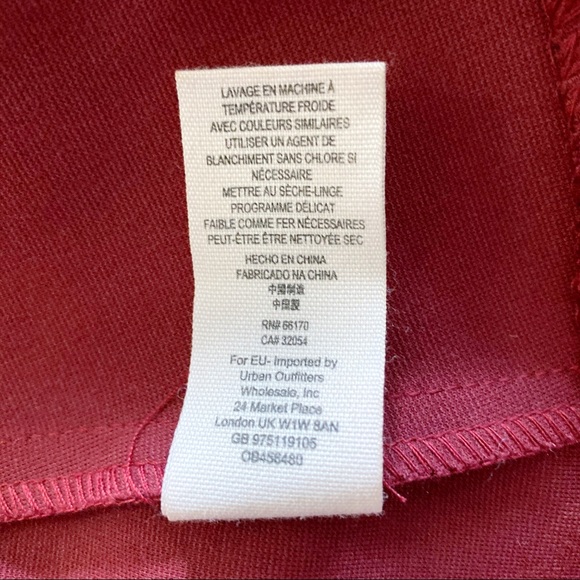 LAVAGE EN MACHINE À
TEMPÉRATURE FROIDE
AVEC COULEURS SIMILAIRES
UTILISER UN AGENT DE
BLANCHIMENT SANS CHLORE SI
NÉCESSAIRE
METTRE AU SÈCHE-LINGE
PROGRAMME DÉLICAT
FAIBLE COMME FER NÉCESSAIRES
PEUT-ÊTRE ÊTRE NETTOYÉE SEC
HECHO EN CHINA
FABRICADO NA CHINA
中國制造
中国製
RN# 66170
CA# 32054
For EU- Imported by
Urban Outfitters
Wholesale, Inc
24 Market Place
London UK W1W 8AN
GB 975119106
OB458480